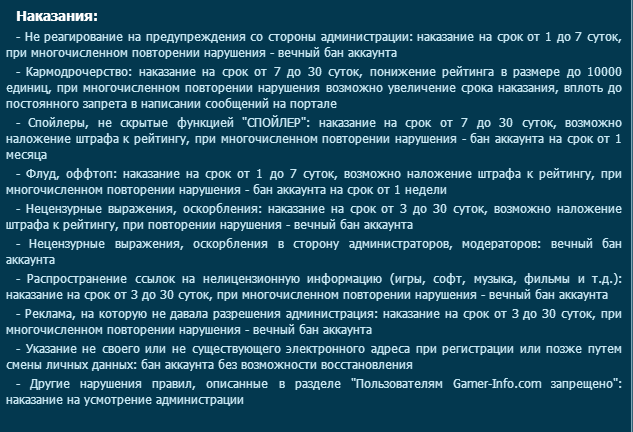 Наказания:
- Не реагирование на предупреждения со стороны администрации: наказание на срок от 1 до 7 суток,
при многочисленном повторении нарушения - вечный бан аккаунта
- Кармодрочерство: наказание на срок от 7 до 30 суток, понижение рейтинга в размере до 10000
единиц, при многочисленном повторении нарушения возможно увеличение срока наказания, вплоть до
постоянного запрета в написании сообщений на портале
- Спойлеры, не скрытые функцией "СПОЙЛЕР": наказание на срок от 7 до 30 суток, возможно
наложение штрафа к рейтингу, при многочисленном повторении нарушения - бан аккаунта на срок от 1
месяца
- Флуд, оффтоп: наказание на срок от 1 до 7 суток, возможно наложение штрафа к рейтингу, при
многочисленном повторении нарушения - бан аккаунта на срок от 1 недели
- Нецензурные выражения, оскорбления: наказание на срок от 3 до 30 суток, возможно наложение
штрафа к рейтингу, при повторении нарушения - вечный бан аккаунта
- Нецензурные выражения, оскорбления в сторону администраторов, модераторов: вечный бан
аккаунта
- Распространение ссылок на нелицензионную информацию (игры, софт, музыка, фильмы и т.д.):
наказание на срок от 3 до 30 суток, при многочисленном повторении нарушения - вечный бан аккаунта
- Реклама, на которую не давала разрешения администрация: наказание на срок от 3 до 30 суток, при
многочисленном повторении нарушения - вечный бан аккаунта
- Указание не своего или не существующего электронного адреса при регистрации или позже путем
смены личных данных: бан аккаунта без возможности восстановления
- Другие нарушения правил, описанные в разделе "Пользователям Gamer-Info.com запрещено":
наказание на усмотрение администрации